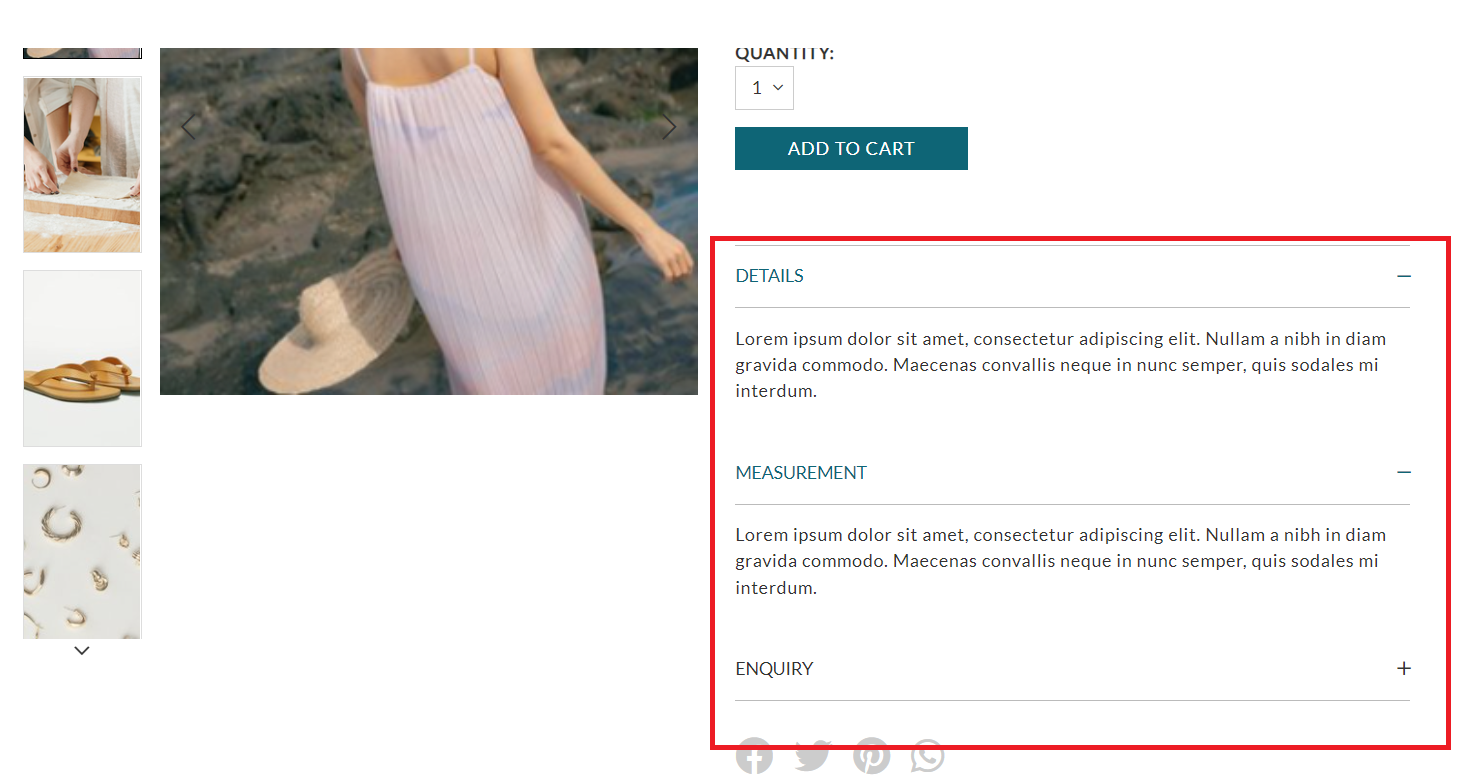 QUANTITY:
1
ADD TO CART
DETAILS
Lorem ipsum dolor sit amet, consectetur adipiscing elit. Nullam a nibh in diam
gravida commodo. Maecenas convallis neque in nunc semper, quis sodales mi
interdum.
MEASUREMENT
Lorem ipsum dolor sit amet, consectetur adipiscing elit. Nullam a nibh in diam
gravida commodo. Maecenas convallis neque in nunc semper, quis sodales mi
interdum.
ENQUIRY